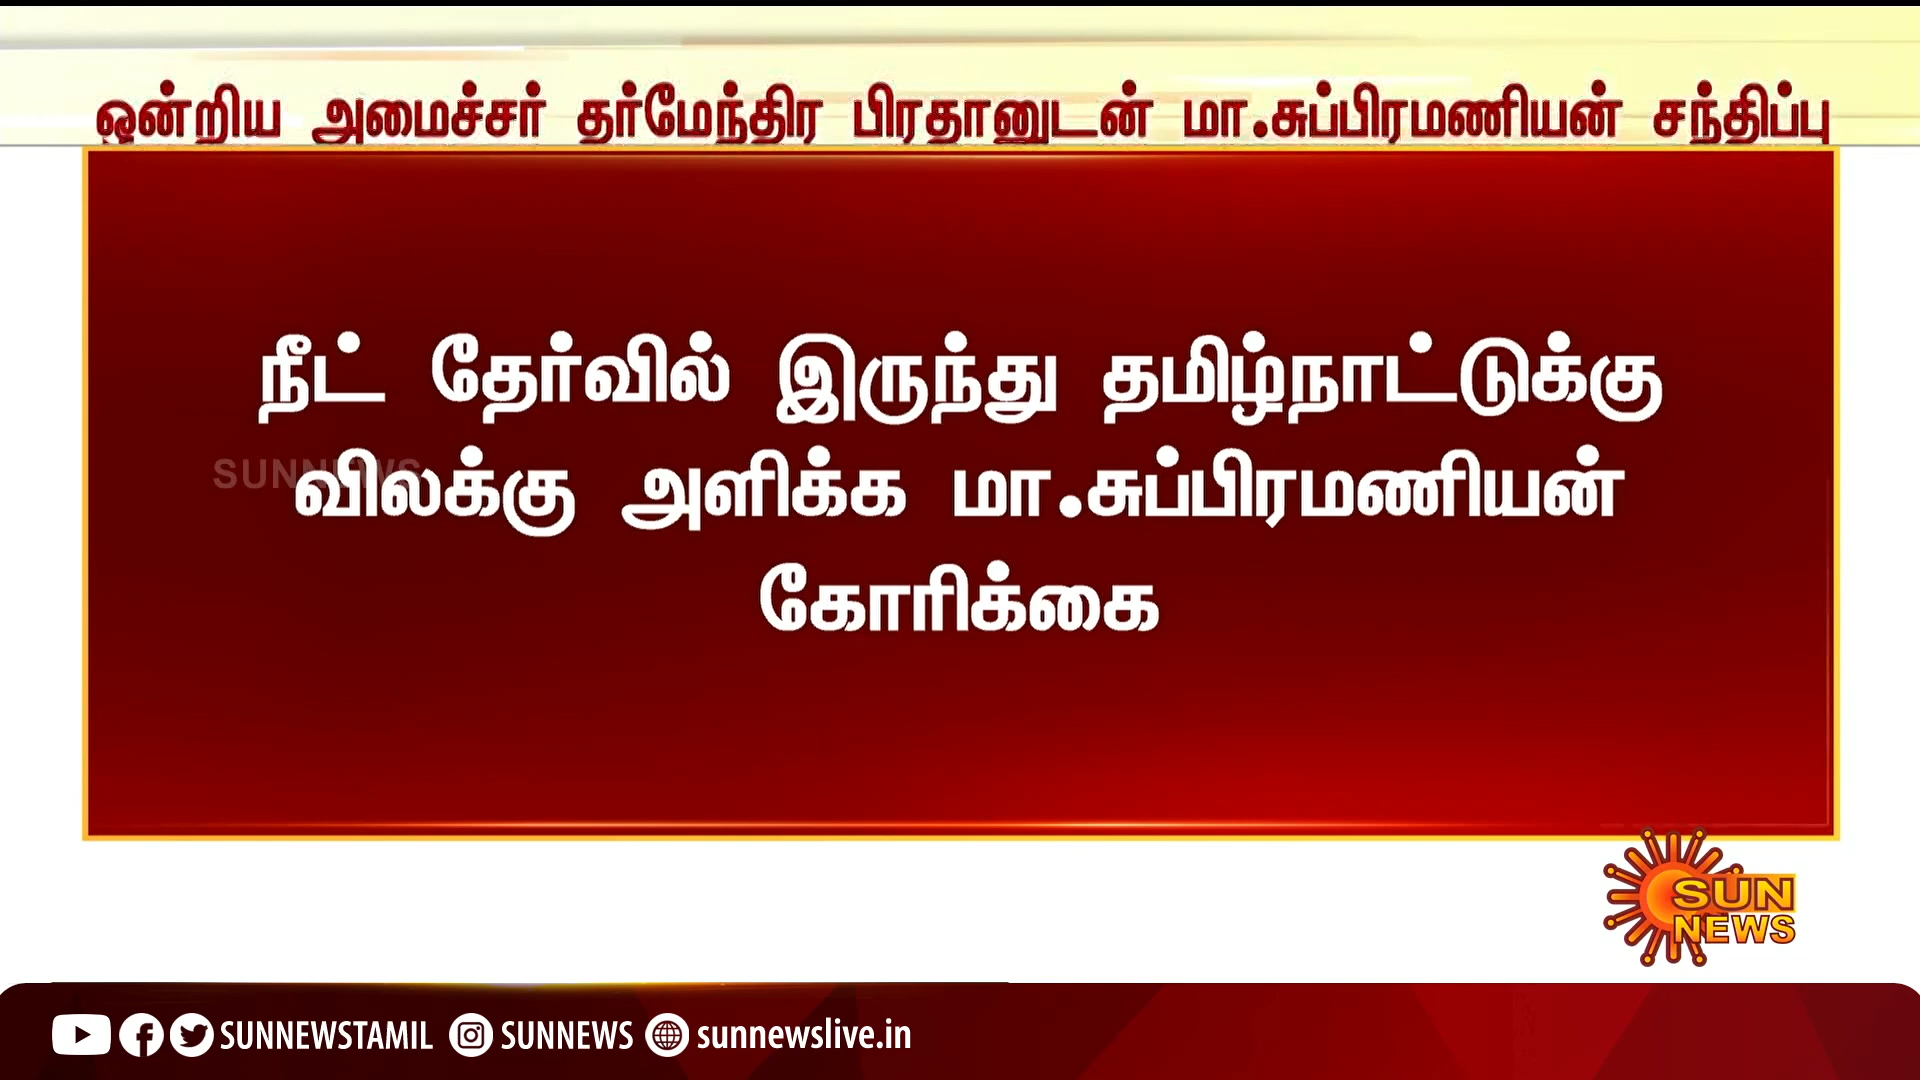 ஒன்றிய அமைச்சர் தர்மேந்திர பிரதானுடன் மா.சுப்பிரமணியன் சந்திப்பு
நீட் தேர்வில் இருந்து தமிழ்நாட்டுக்கு
விலக்கு அளிக்க மா.சுப்பிரமணியன்
கோரிக்கை
SUNNEWS
SUN
NEWS
SUNNEWSTAMIL SUNNEWS sunnewslive.in